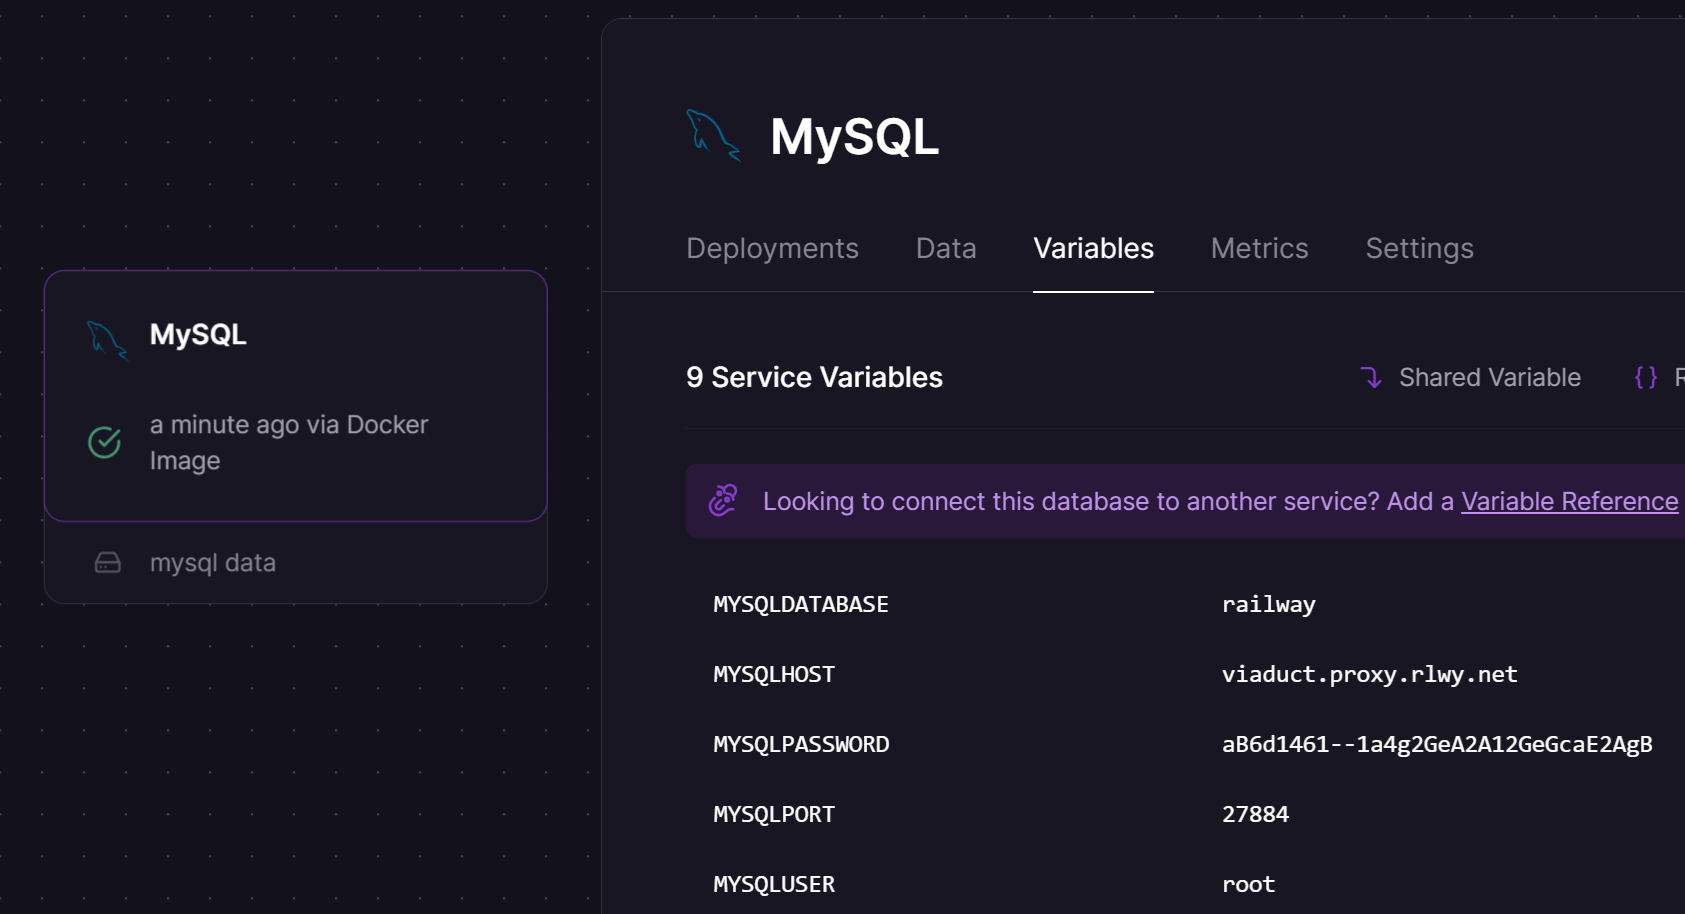 MySQL
a minute ago via Docker
Image
mysql data
MySQL
Deployments Data Variables Metrics Settings
9 Service Variables Shared Variable {} R
Looking to connect this database to another service? Add a Variable Reference
MYSQLDATABASE railway
MYSQLHOST viaduct.proxy.rlwy.net
MYSQLPASSWORD aB6d1461--1a4g2GeA2A12GeGcaE2AgB
MYSQLPORT 27884
MYSQLUSER root